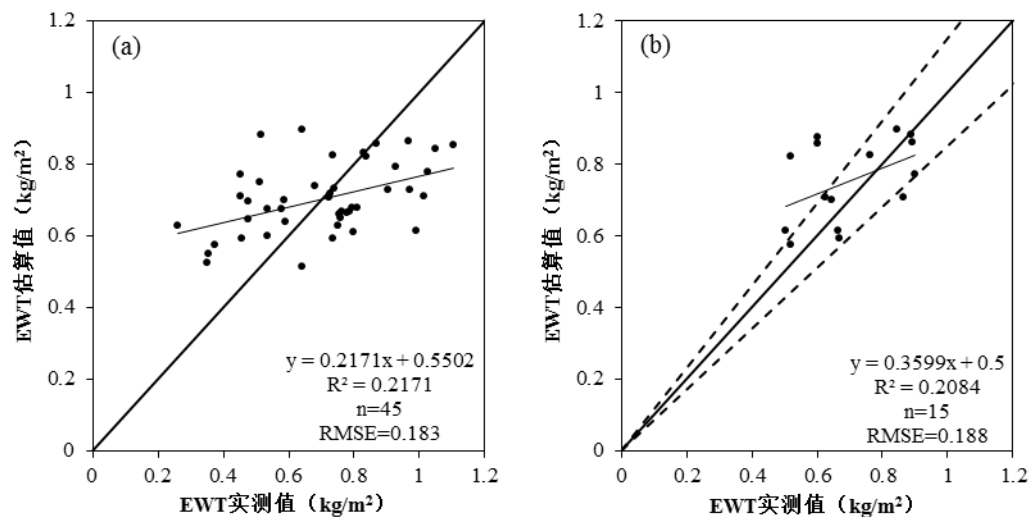 (a)
1.2
1
0.8
0.6
0.4
0.2
0
EWT估算值（kg/m²）
y = 0.2171x + 0.5502
R² = 0.2171
n=45
RMSE=0.183
0 0.2 0.4 0.6 0.8 1 1.2
EWT实测值（kg/m²）
(b)
1.2
1
0.8
0.6
0.4
0.2
0
EWT估算值（kg/m²）
y = 0.3599x + 0.5
R² = 0.2084
n=15
RMSE=0.188
0 0.2 0.4 0.6 0.8 1 1.2
EWT实测值（kg/m²）